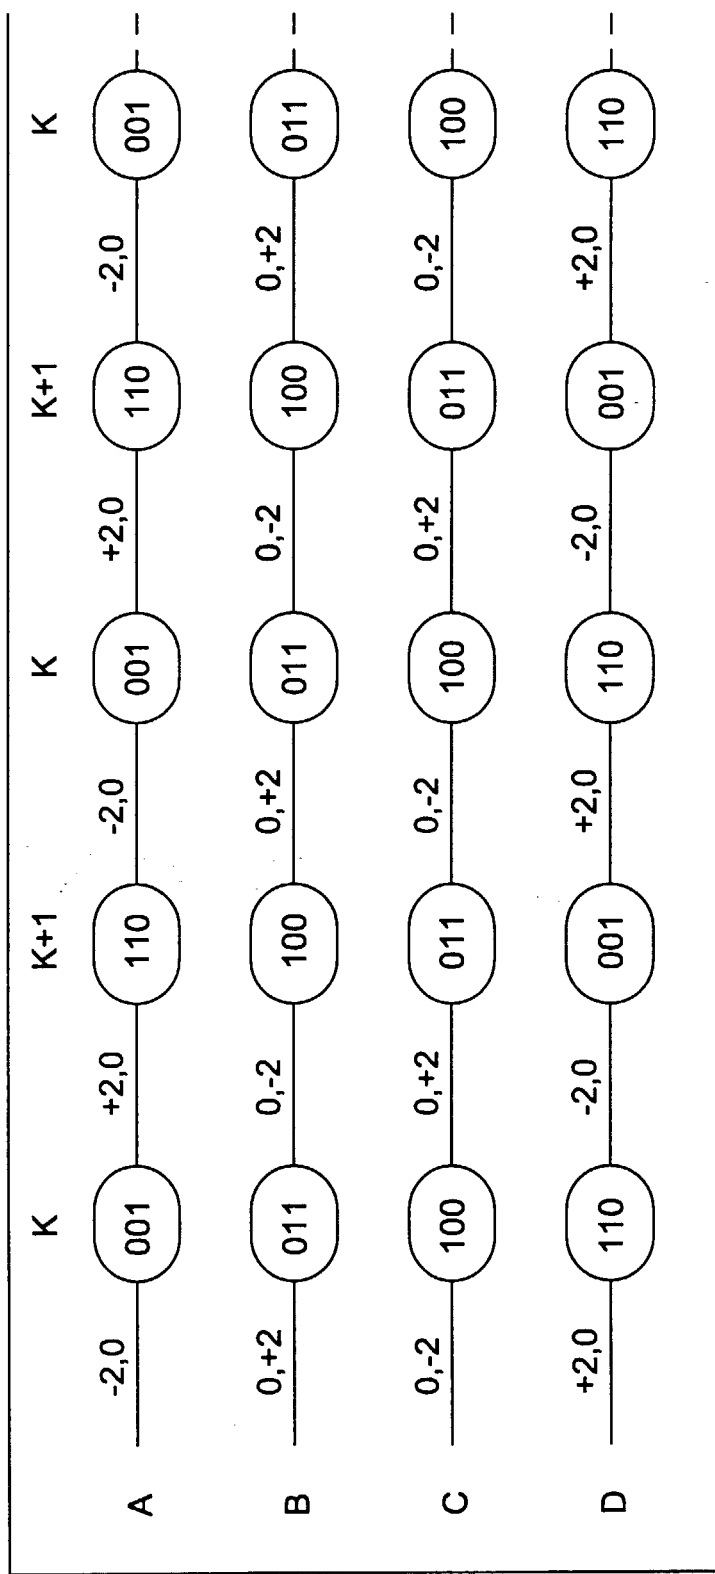 K K+1 K K+1 K
-2,0 +2,0 -2,0 +2,0 -2,0
A 001 110 001 110 001
0,+2 0,-2 0,+2 0,-2 0,+2
B 011 100 011 100 011
0,-2 0,+2 0,-2 0,+2 0,-2
C 100 011 100 011 100
+2,0 -2,0 +2,0 -2,0 +2,0
D 110 001 110 001 110